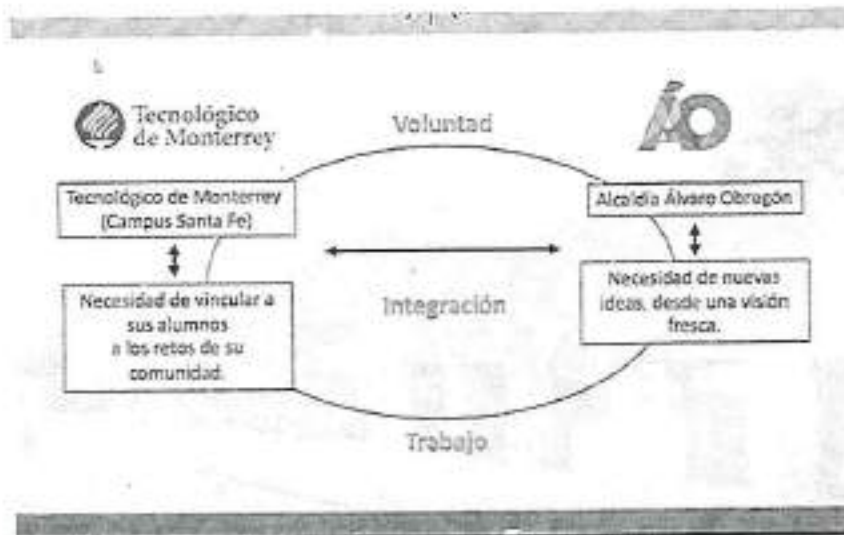 Tecnológico
de Monterrey
Voluntad
ÁO
Tecnológico de Monterrey
(Campus Santa Fe)
Alcaldía Álvaro Obregón
Necesidad de vincular a
sus alumnos
a los retos de su
comunidad.
Integración
Necesidad de nuevas
ideas, desde una visión
fresca.
Trabajo